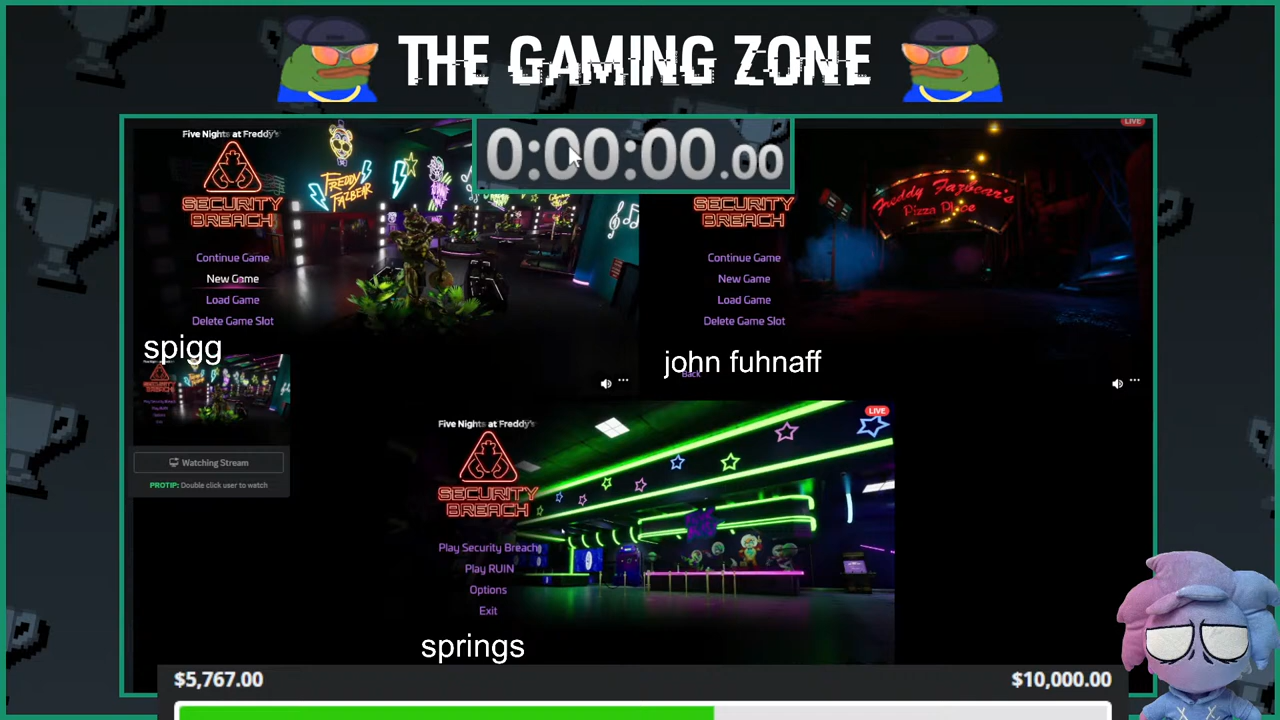 THE GAMING ZONE
0:00:00.00
Five Nights at Freddy's
SECURITY
BREACH
Continue Game
New Game
Load Game
Delete Game Slot
FREDDY
FAZBEAR
spigg
Watching Stream
PROTIP: Double click user to watch
LIVE
SECURITY
BREACH
Continue Game
New Game
Load Game
Delete Game Slot
Back
Freddy Fazbear's
Pizza Place
john fuhnaff
LIVE
Five Nights at Freddy's
SECURITY
BREACH
Play Security Breach
Play RUIN
Options
Exit
springs
$5,767.00
$10,000.00